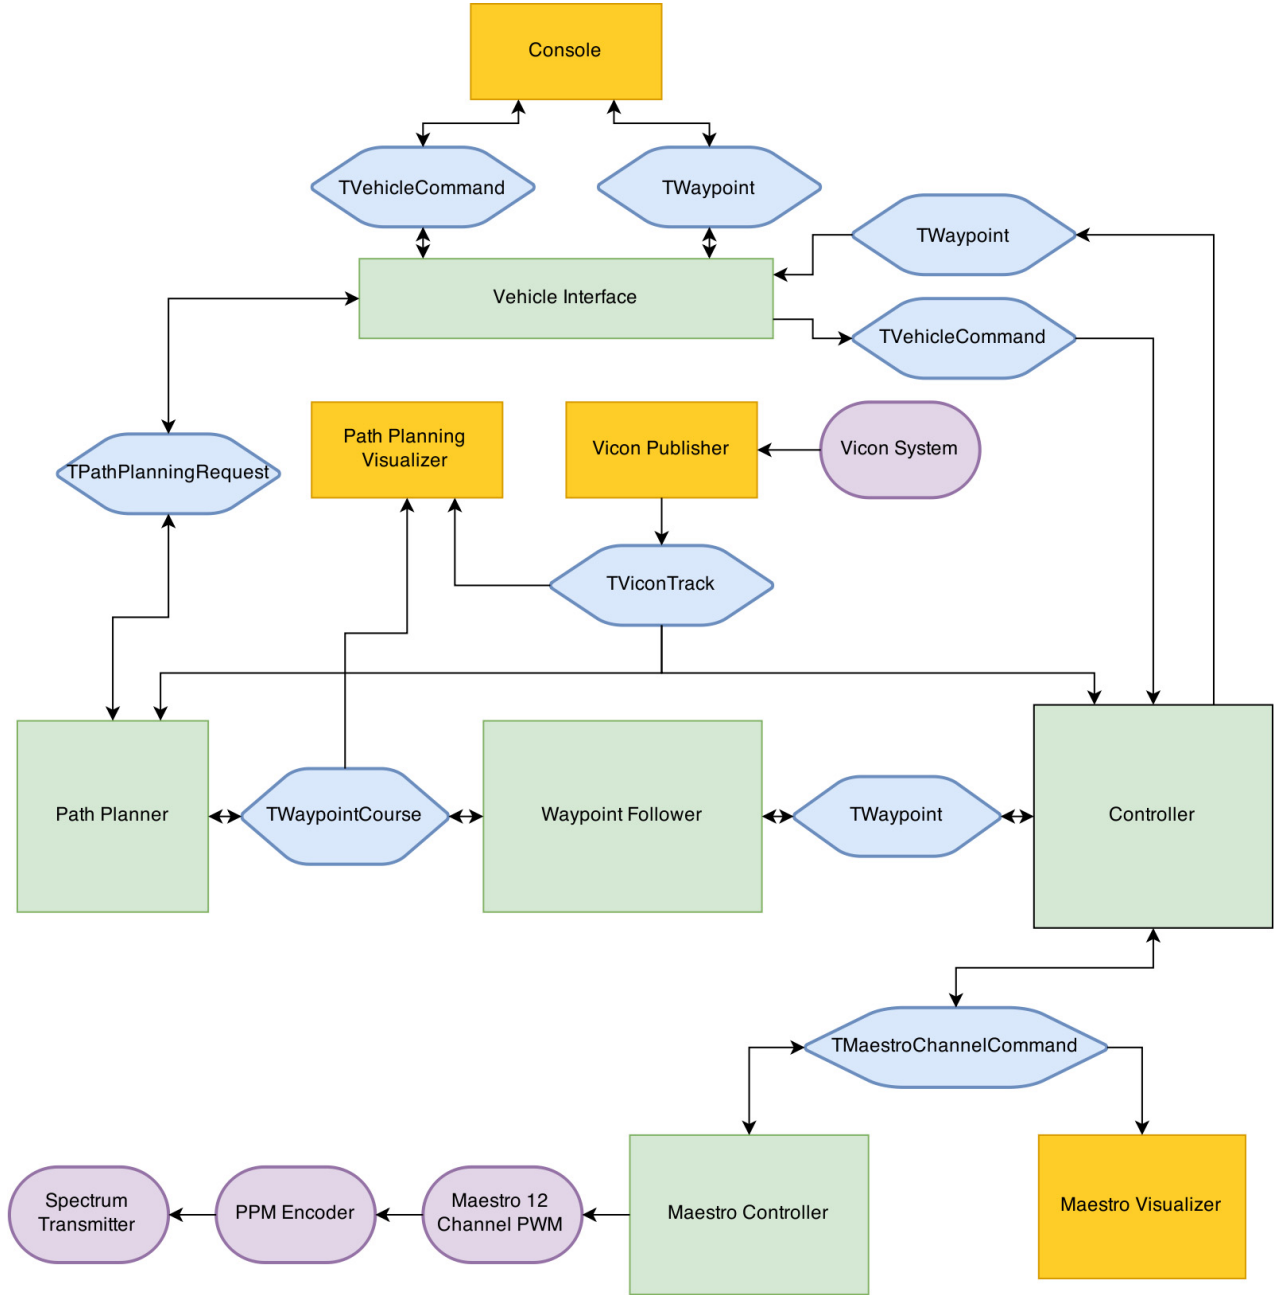 Console
TVehicleCommand
TWaypoint
TWaypoint
Vehicle Interface
TVehicleCommand
Path Planning
Visualizer
Vicon Publisher
Vicon System
TPathPlanningRequest
TViconTrack
Path Planner
TWaypointCourse
Waypoint Follower
TWaypoint
Controller
TMaestroChannelCommand
Spectrum
Transmitter
PPM Encoder
Maestro 12
Channel PWM
Maestro Controller
Maestro Visualizer